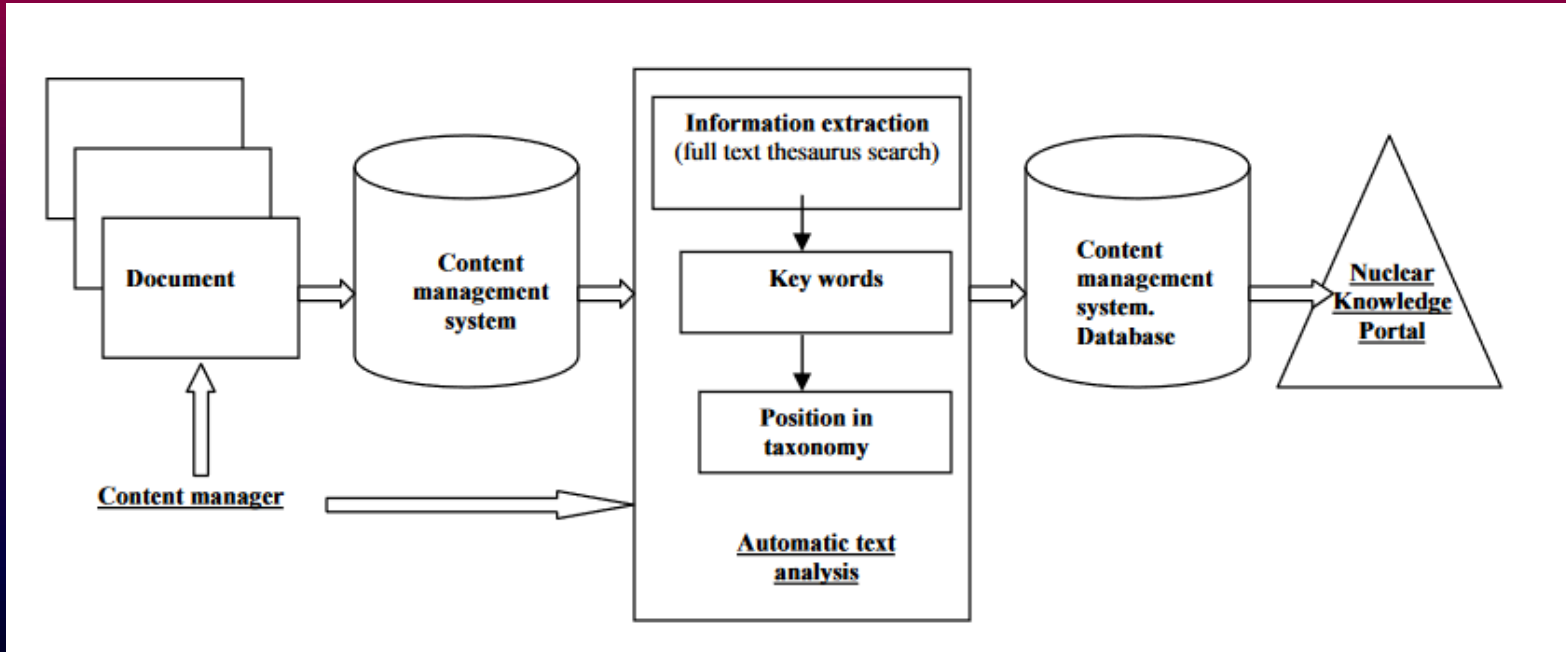 Document
Content
management
system
Information extraction
(full text thesaurus search)
Key words
Position in
taxonomy
Automatic text
analysis
Content
management
system.
Database
Nuclear
Knowledge
Portal
Content manager